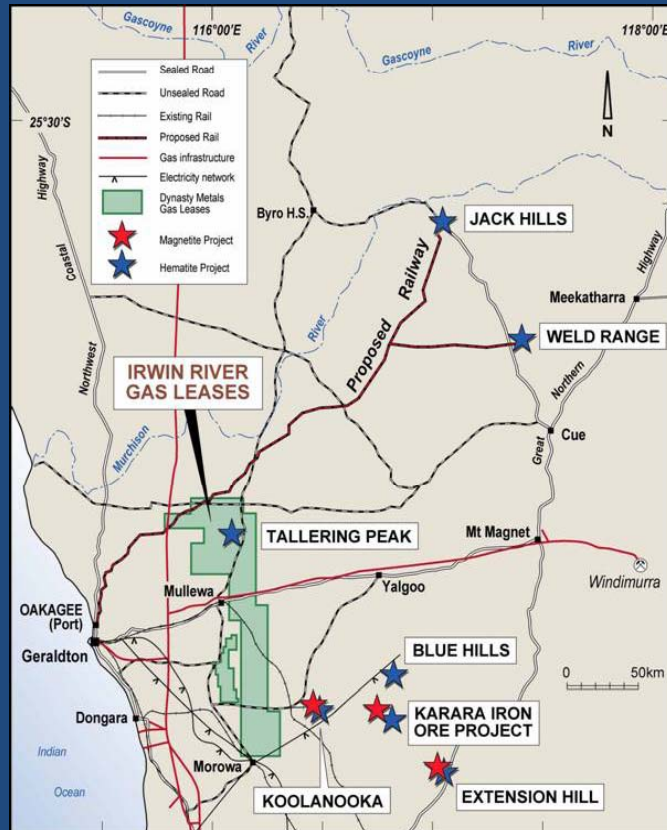 116°00'E
118°00'E
Gascoyne
River
Gascoyne
River
Sealed Road
Unsealed Road
Existing Rail
Proposed Rail
Gas infrastructure
Electricity network
Dynasty Metals
Gas Leases
Magnetite Project
Hematite Project
25°30'S
N
Highway
Coastal
Northwest
Byro H.S.
JACK HILLS
Highway
Northern
Great
Meekatharra
Proposed Railway
River
Murchison
WELD RANGE
IRWIN RIVER
GAS LEASES
Cue
TALLERING PEAK
Mt Magnet
Windimurra
Mullewa
Yalgoo
OAKAGEE
(Port)
Geraldton
BLUE HILLS
0 50km
Dongara
KARARA IRON
ORE PROJECT
Indian
Ocean
Morowa
KOOLANOOKA
EXTENSION HILL